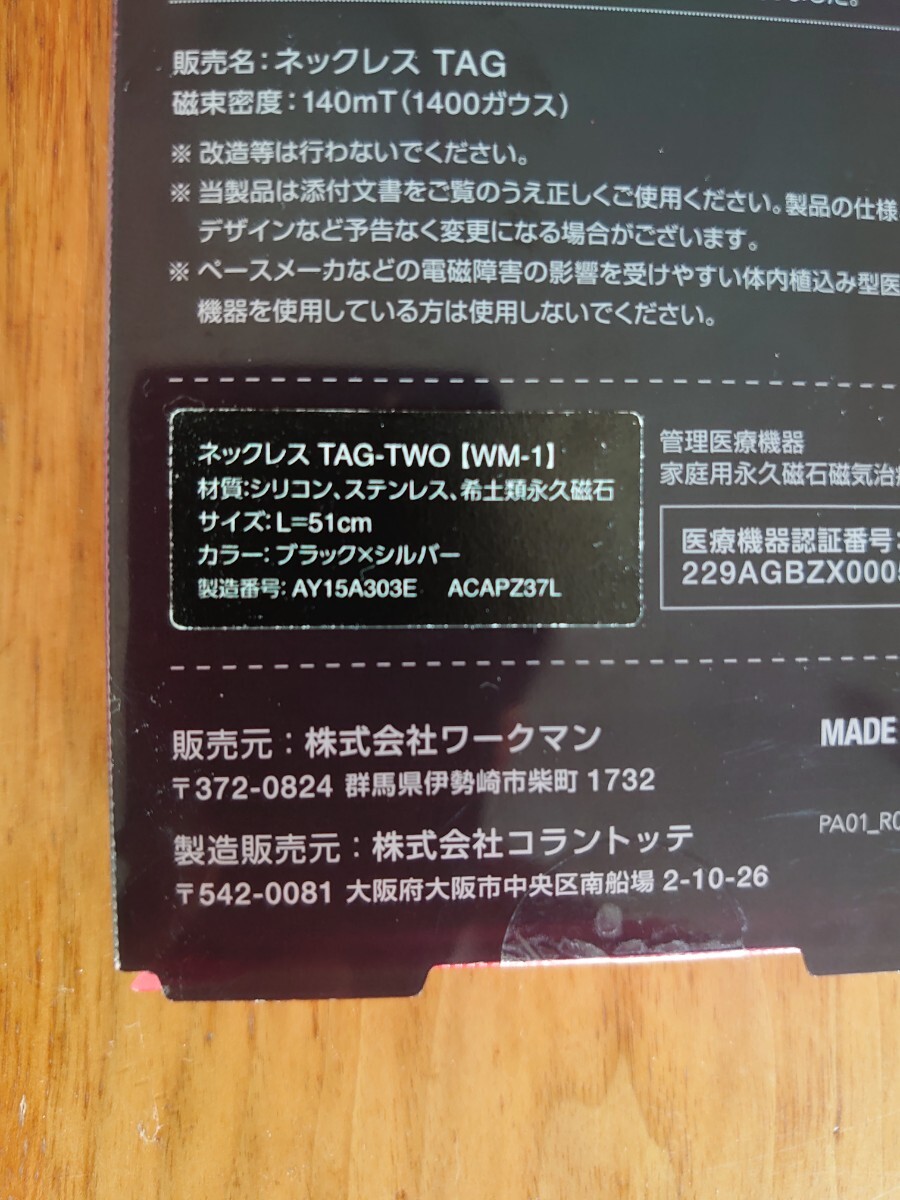 した。
販売名：ネックレス TAG
磁束密度：140mT（1400ガウス）
※ 改造等は行わないでください。
※ 当製品は添付文書をご覧のうえ正しくご使用ください。製品の仕様
デザインなど予告なく変更になる場合がございます。
※ ペースメーカなどの電磁障害の影響を受けやすい体内植込み型医
機器を使用している方は使用しないでください。
ネックレス TAG-TWO【WM-1】
材質：シリコン、ステンレス、希土類永久磁石
サイズ：L=51cm
カラー：ブラック×シルバー
製造番号：AY15A303E ACAPZ37L
管理医療機器
家庭用永久磁石磁気治
医療機器認証番号：
229AGBZX000
販売元：株式会社ワークマン
〒372-0824 群馬県伊勢崎市柴町 1732
製造販売元：株式会社コラントッテ
〒542-0081 大阪府大阪市中央区南船場 2-10-26
MADE
PA01_R0